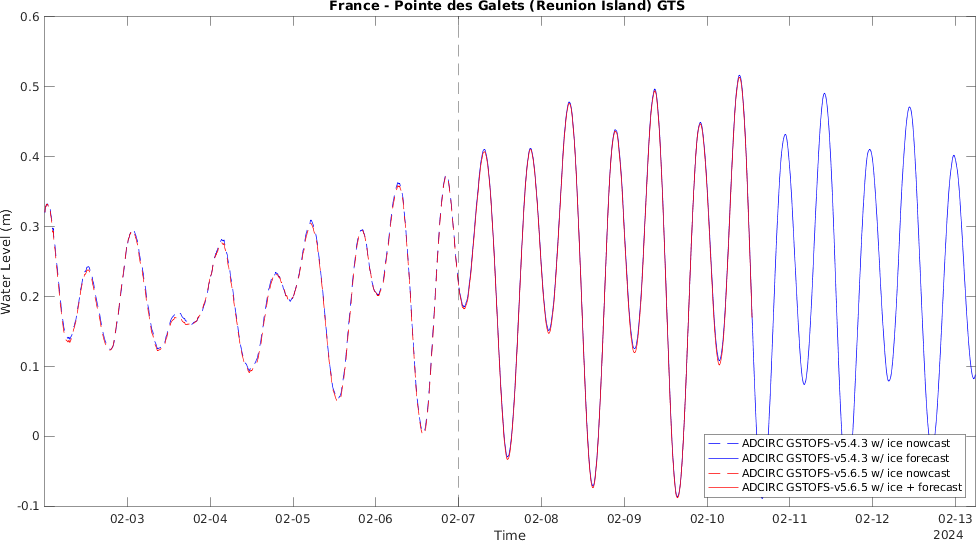 France - Pointe des Galets (Reunion Island) GTS
0.6
0.5
0.4
0.3
0.2
0.1
0
-0.1
Water Level (m)
ADCIRC GSTOFS-v5.4.3 w/ ice nowcast
ADCIRC GSTOFS-v5.4.3 w/ ice forecast
ADCIRC GSTOFS-v5.6.5 w/ ice nowcast
ADCIRC GSTOFS-v5.6.5 w/ ice + forecast
02-03 02-04 02-05 02-06 02-07 02-08 02-09 02-10 02-11 02-12 02-13
Time
2024